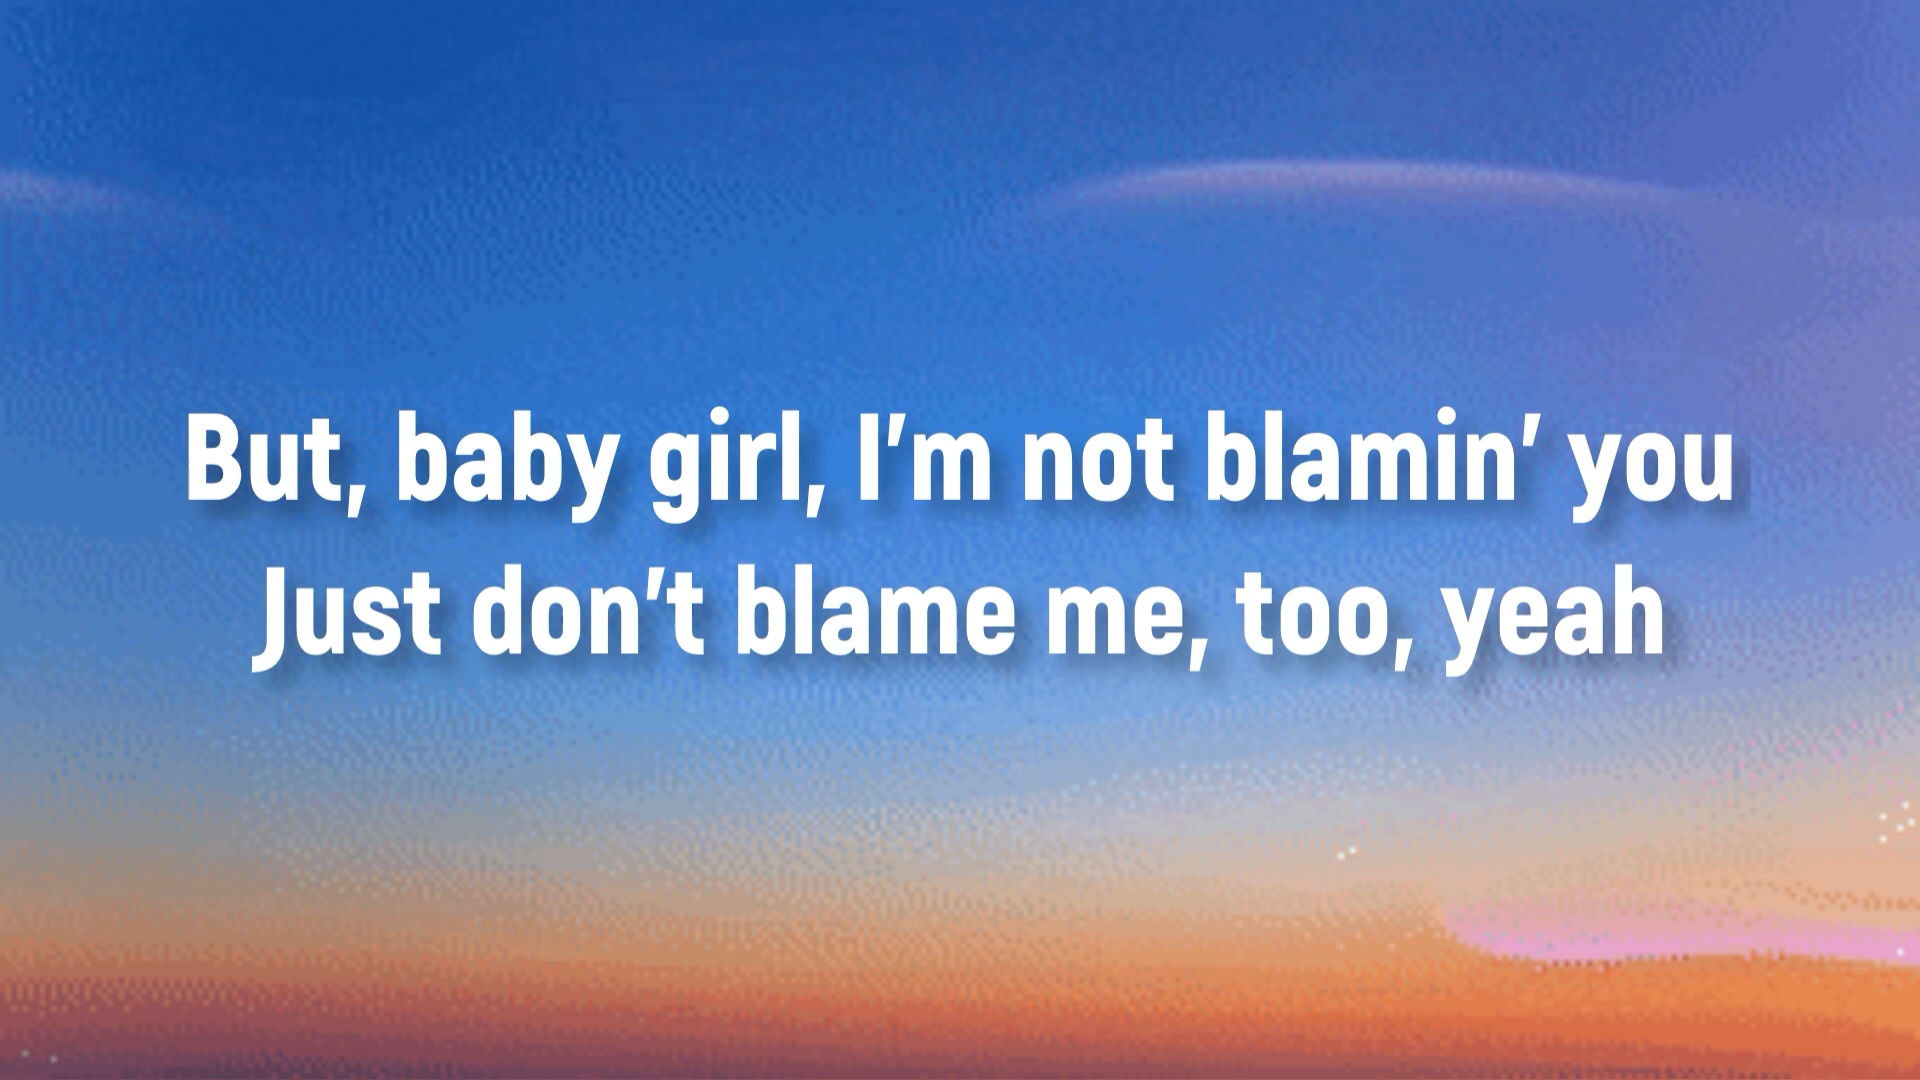 But, baby girl, I’m not blamin’ you
Just don’t blame me, too, yeah